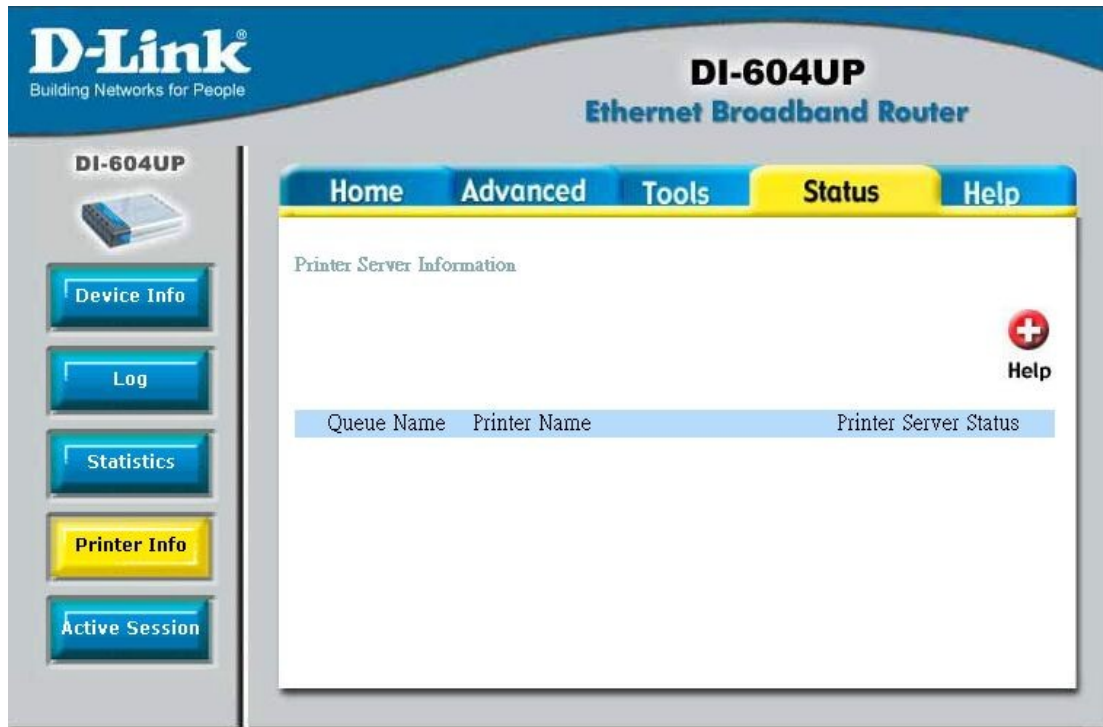 D-Link®
Building Networks for People
DI-604UP
Ethernet Broadband Router
DI-604UP
Home
Advanced
Tools
Status
Help
Device Info
Log
Statistics
Printer Info
Active Session
Printer Server Information
Help
Queue Name Printer Name Printer Server Status